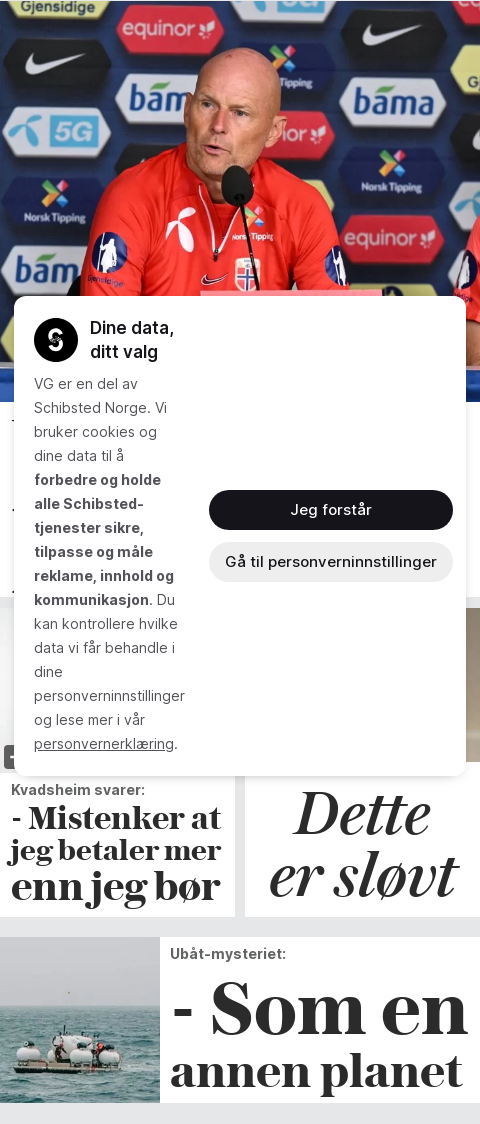 Gjensidige
equinor
bama
5G
bama
ior
Norsk Tipping
Norsk Tipping
Norsk Tipping
equinor
bam
Norsk Tipping
Gjensidige
Dine data,
ditt valg
VG er en del av
Schibsted Norge. Vi
bruker cookies og
dine data til å
forbedre og holde
alle Schibsted-
tjenester sikre,
tilpasse og måle
reklame, innhold og
kommunikasjon. Du
kan kontrollere hvilke
data vi får behandle i
dine
personverninnstillinger
og lese mer i vår
personvernerklæring.
Jeg forstår
Gå til personverninnstillinger
Kvadsheim svarer:
- Mistenker at
jeg betaler mer
enn jeg bør
Dette
er sløvt
Ubåt-mysteriet:
- Som en
annen planet